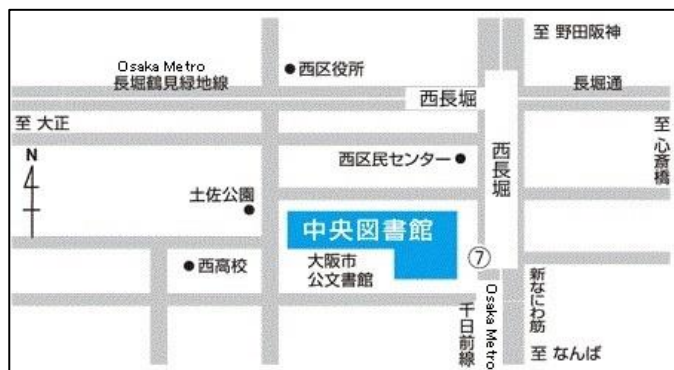 至 野田阪神
Osaka Metro
長堀鶴見緑地線
西区役所
長堀通
西長堀
至 大正
至 心斎橋
N
西区民センター
西長堀
土佐公園
中央図書館
大阪市
公文書館
西高校
⑦
新なにわ筋
千日前線
Osaka Metro
至 なんば